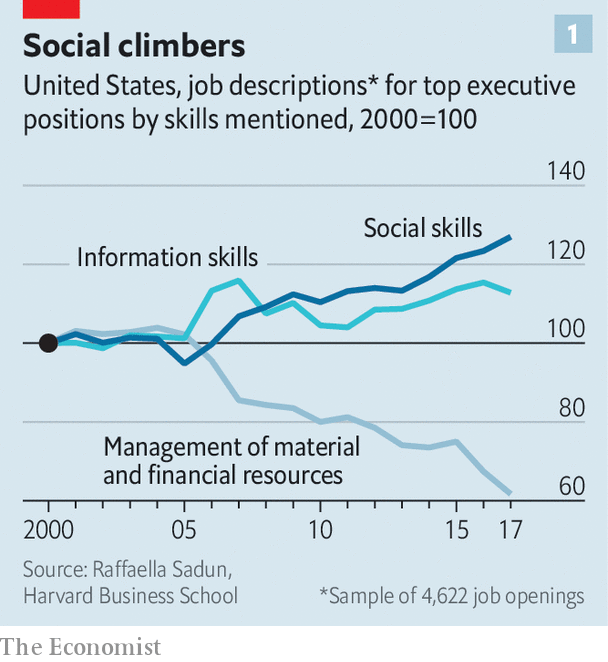 Social climbers
1
United States, job descriptions* for top executive
positions by skills mentioned, 2000=100
140
Social skills
Information skills
120
100
80
Management of material
and financial resources
60
2000
05
10
15
17
Source: Raffaella Sadun,
Harvard Business School
*Sample of 4,622 job openings
The Economist